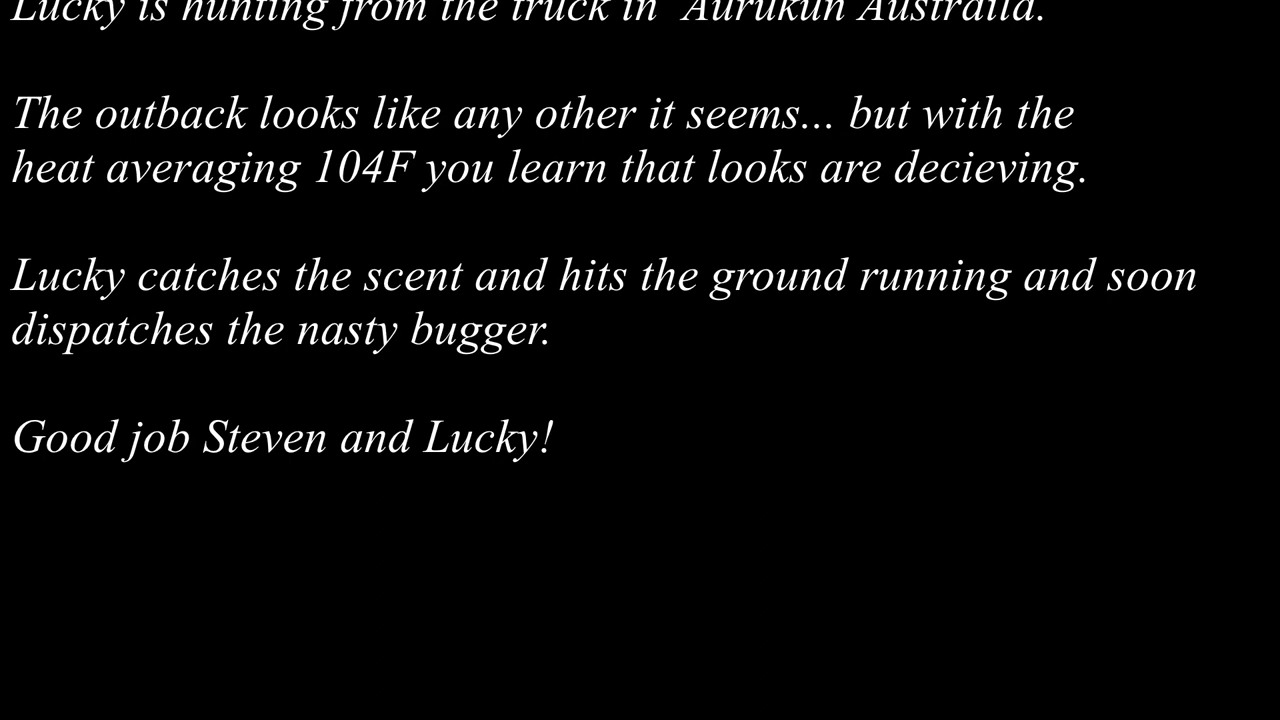 Lucky is hunting from the truck in Aurukun Australia.
The outback looks like any other it seems... but with the
heat averaging 104F you learn that looks are decieving.
Lucky catches the scent and hits the ground running and soon
dispatches the nasty bugger.
Good job Steven and Lucky!